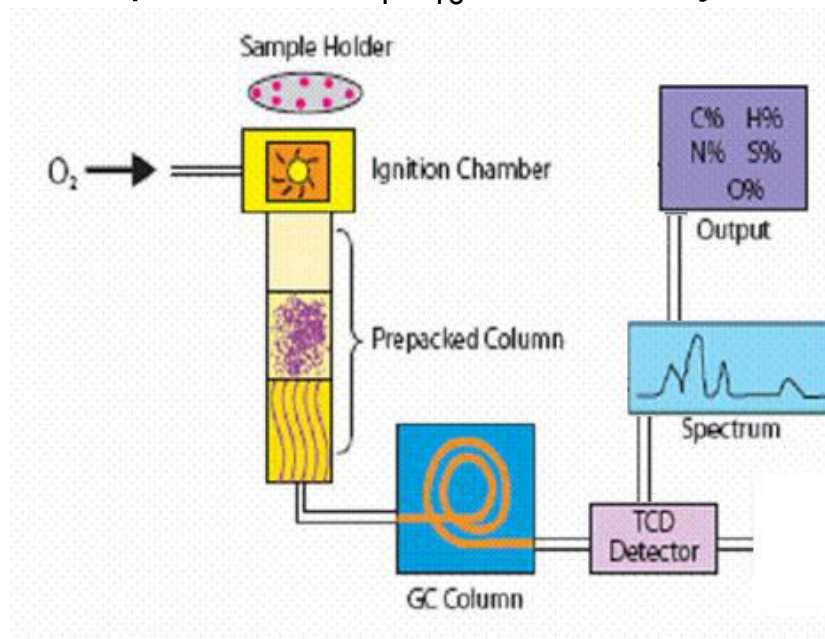 Sample Holder
O₂
Ignition Chamber
Prepacked Column
GC Column
TCD
Detector
Spectrum
C% H%
N% S%
O%
Output